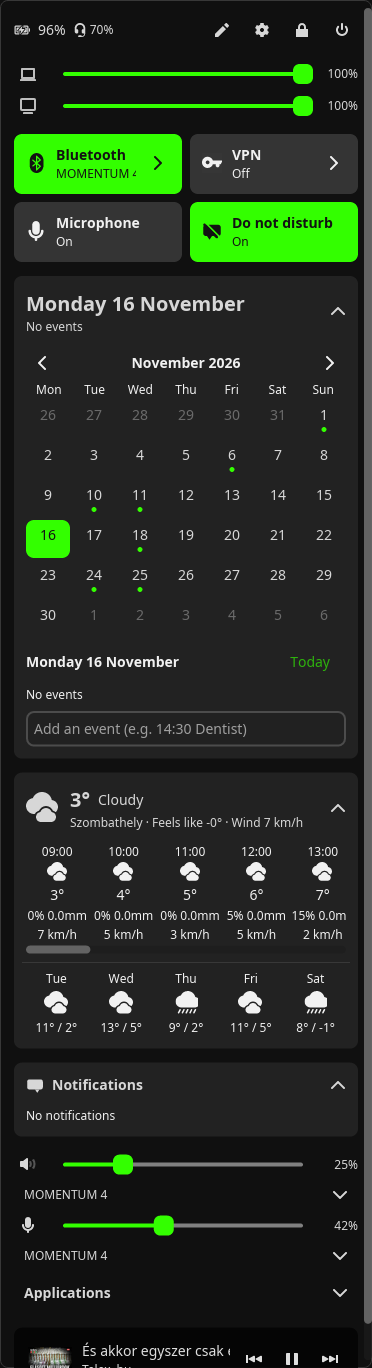 96% 70%
100%
100%
Bluetooth
MOMENTUM 4
VPN
Off
Microphone
On
Do not disturb
On
Monday 16 November
No events
November 2026
Mon Tue Wed Thu Fri Sat Sun
26 27 28 29 30 31 1
2 3 4 5 6 7 8
9 10 11 12 13 14 15
16 17 18 19 20 21 22
23 24 25 26 27 28 29
30 1 2 3 4 5 6
Monday 16 November Today
No events
Add an event (e.g. 14:30 Dentist)
3° Cloudy
Szombathely · Feels like -0° · Wind 7 km/h
09:00 10:00 11:00 12:00 13:00
3° 4° 5° 6° 7°
0% 0.0mm 0% 0.0mm 0% 0.0mm 5% 0.0mm 15% 0.0m
7 km/h 5 km/h 3 km/h 5 km/h 2 km/h
Tue Wed Thu Fri Sat
11° / 2° 13° / 5° 9° / 2° 11° / 5° 8° / -1°
Notifications
No notifications
25%
MOMENTUM 4
42%
MOMENTUM 4
Applications
És akkor egyszer csak